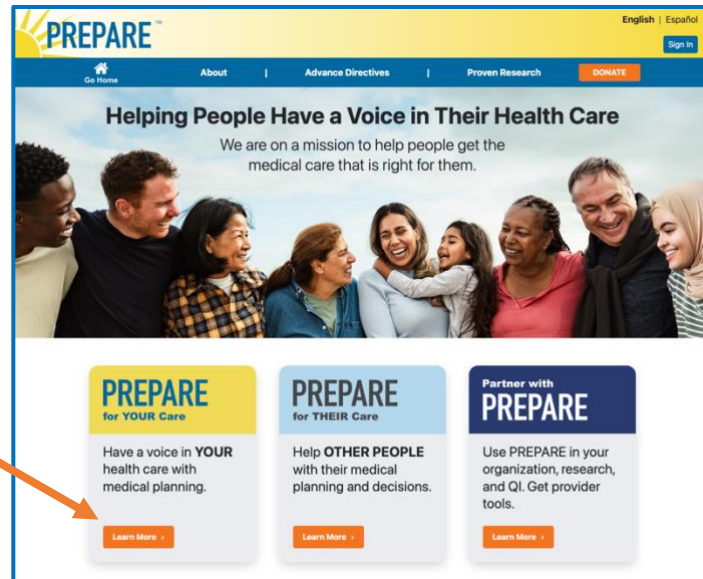 English | Español
PREPARE™
Sign In
Go Home
About | Advance Directives | Proven Research DONATE
Helping People Have a Voice in Their Health Care
We are on a mission to help people get the
medical care that is right for them.
PREPARE
for YOUR Care
Have a voice in YOUR
health care with
medical planning.
Learn More ›
PREPARE
for THEIR Care
Help OTHER PEOPLE
with their medical
planning and decisions.
Learn More ›
Partner with
PREPARE
Use PREPARE in your
organization, research,
and QI. Get provider
tools.
Learn More ›